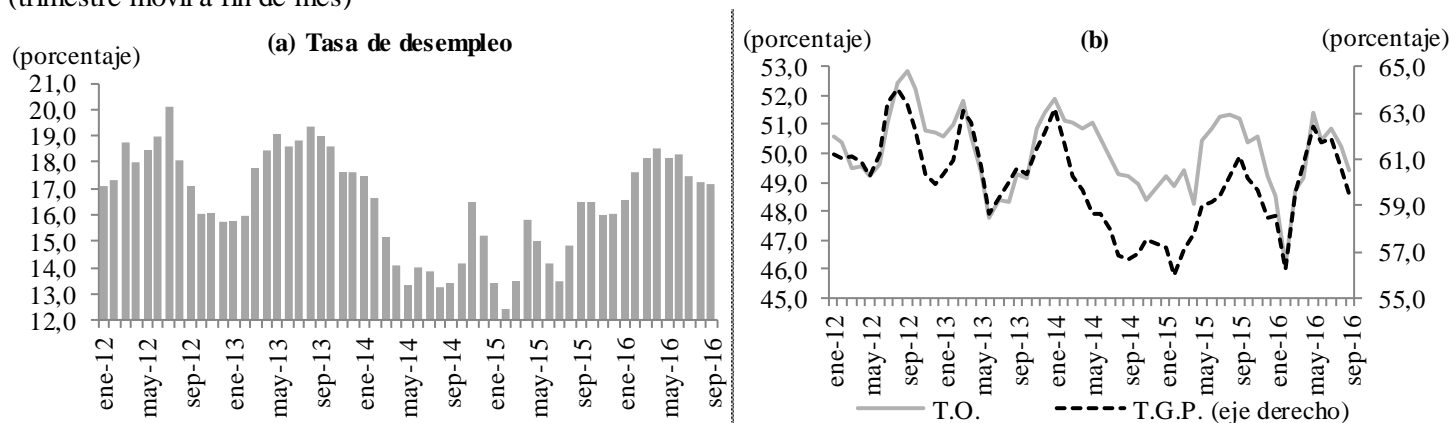 (trimestre móvil a fin de mes)
(a) Tasa de desempleo
(porcentaje)
21,0
20,0
19,0
18,0
17,0
16,0
15,0
14,0
13,0
12,0
ene-12
may-12
sep-12
ene-13
may-13
sep-13
ene-14
may-14
sep-14
ene-15
may-15
sep-15
ene-16
may-16
sep-16
(porcentaje)
(b)
(porcentaje)
53,0
52,0
51,0
50,0
49,0
48,0
47,0
46,0
45,0
65,0
63,0
61,0
59,0
57,0
55,0
ene-12
may-12
sep-12
ene-13
may-13
sep-13
ene-14
may-14
sep-14
ene-15
may-15
sep-15
ene-16
may-16
sep-16
T.O.
T.G.P. (eje derecho)